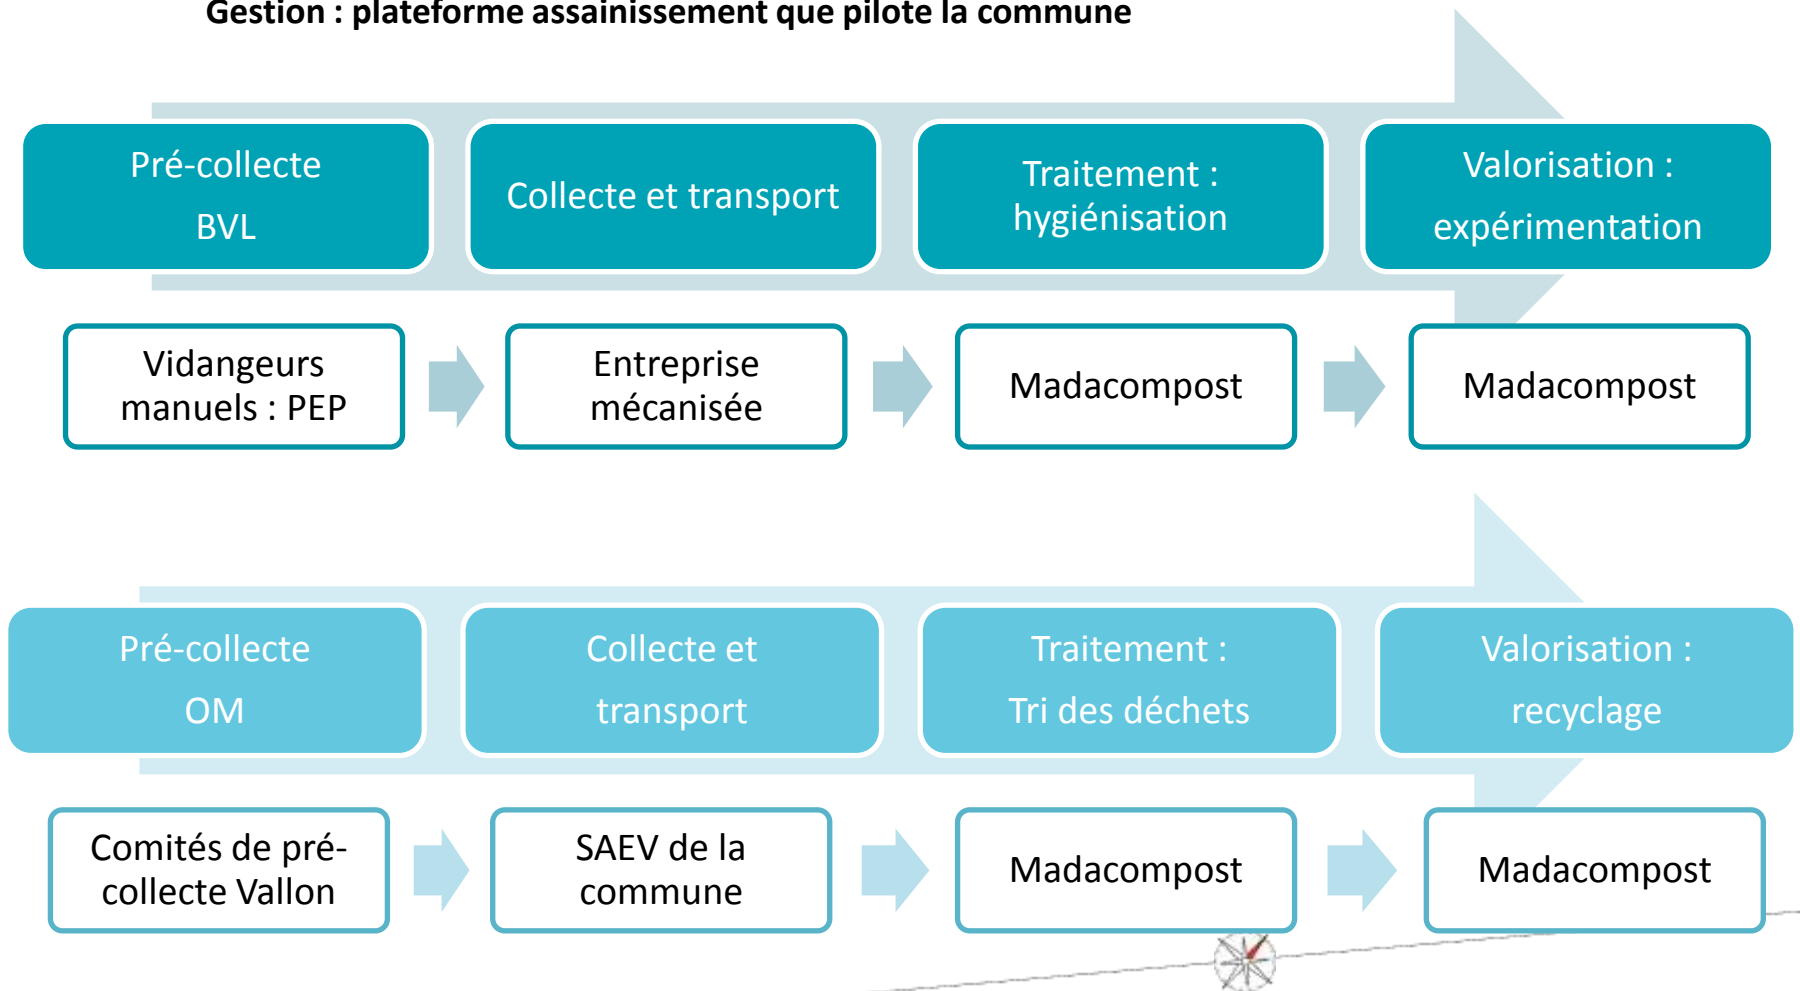 Gestion : plateforme assainissement que pilote la commune
Pré-collecte
BVL
Collecte et transport
Traitement :
hygiénisation
Valorisation :
expérimentation
Vidangeurs
manuels : PEP
Entreprise
mécanisée
Madacompost
Madacompost
Pré-collecte
OM
Collecte et
transport
Traitement :
Tri des déchets
Valorisation :
recyclage
Comités de pré-
collecte Vallon
SAEV de la
commune
Madacompost
Madacompost